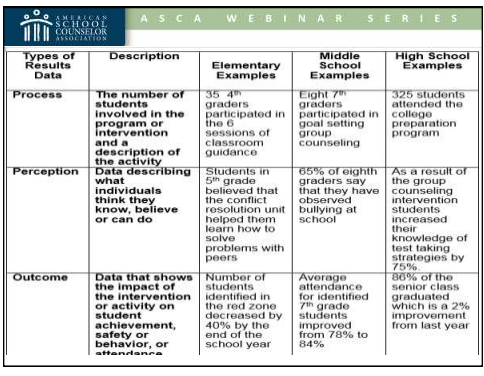 AMERICAN
SCHOOL
COUNSELOR
ASSOCIATION
ASCA WEBINAR SERIES
Types of
Results
Data
Description
Elementary
Examples
Middle
School
Examples
High School
Examples
Process
The number of
students
involved in the
program or
intervention
and a
description of
the activity
35 4th
graders
participated in
the 6
sessions of
classroom
guidance
Eight 7th
graders
participated in
goal setting
group
counseling
325 students
attended the
college
preparation
program
Perception
Data describing
what
individuals
think they
know, believe
or can do
Students in
5th grade
believed that
the conflict
resolution unit
helped them
learn how to
solve
problems with
peers
65% of eighth
graders say
that they have
observed
bullying at
school
As a result of
the group
counseling
intervention
students
increased
their
knowledge of
test taking
strategies by
75%.
Outcome
Data that shows
the impact of
the intervention
or activity on
student
achievement,
safety or
behavior, or
attendance
Number of
students
identified in
the red zone
decreased by
40% by the
end of the
school year
Average
attendance
for identified
7th grade
students
improved
from 78% to
84%
86% of the
senior class
graduated
which is a 2%
improvement
from last year